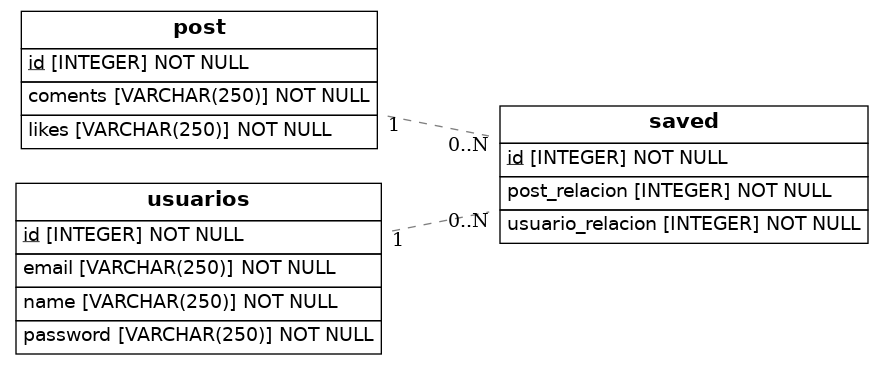 post
id [INTEGER] NOT NULL
coments [VARCHAR(250)] NOT NULL
likes [VARCHAR(250)] NOT NULL
usuarios
id [INTEGER] NOT NULL
email [VARCHAR(250)] NOT NULL
name [VARCHAR(250)] NOT NULL
password [VARCHAR(250)] NOT NULL
1
0..N
1
0..N
saved
id [INTEGER] NOT NULL
post_relacion [INTEGER] NOT NULL
usuario_relacion [INTEGER] NOT NULL